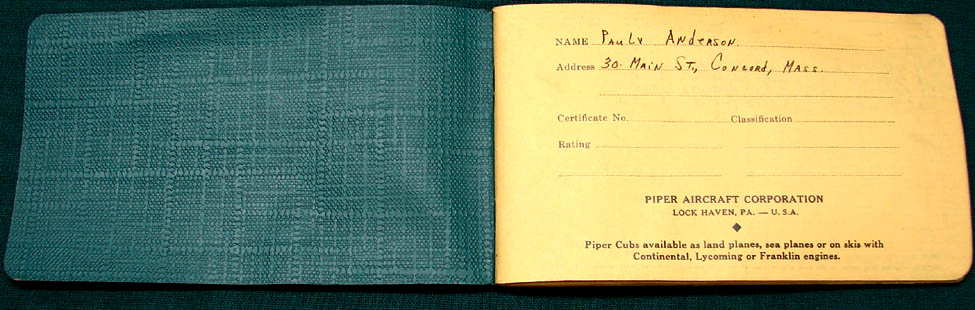 NAME Paul V Anderson.
Address 30. Main St., Concord, Mass.
Certificate No. Classification
Rating
PIPER AIRCRAFT CORPORATION
LOCK HAVEN, PA. — U.S.A.
Piper Cubs available as land planes, sea planes or on skis with
Continental, Lycoming or Franklin engines.